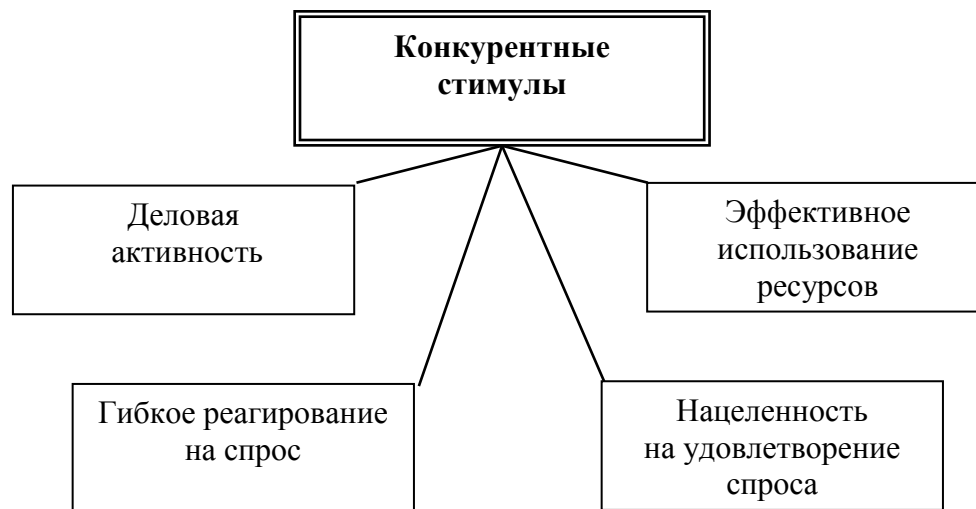 Конкурентные
стимулы
Деловая
активность
Эффективное
использование
ресурсов
Гибкое реагирование
на спрос
Нацеленность
на удовлетворение
спроса